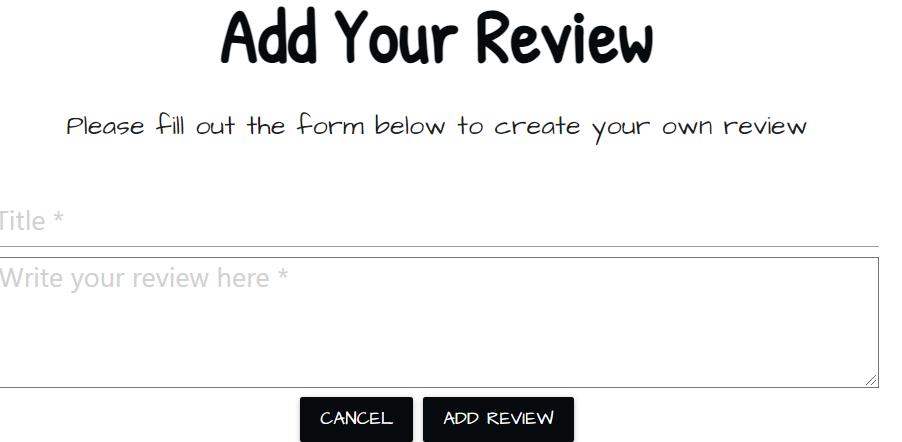 Add Your Review
Please fill out the form below to create your own review
Title *
Write your review here *
CANCEL ADD REVIEW